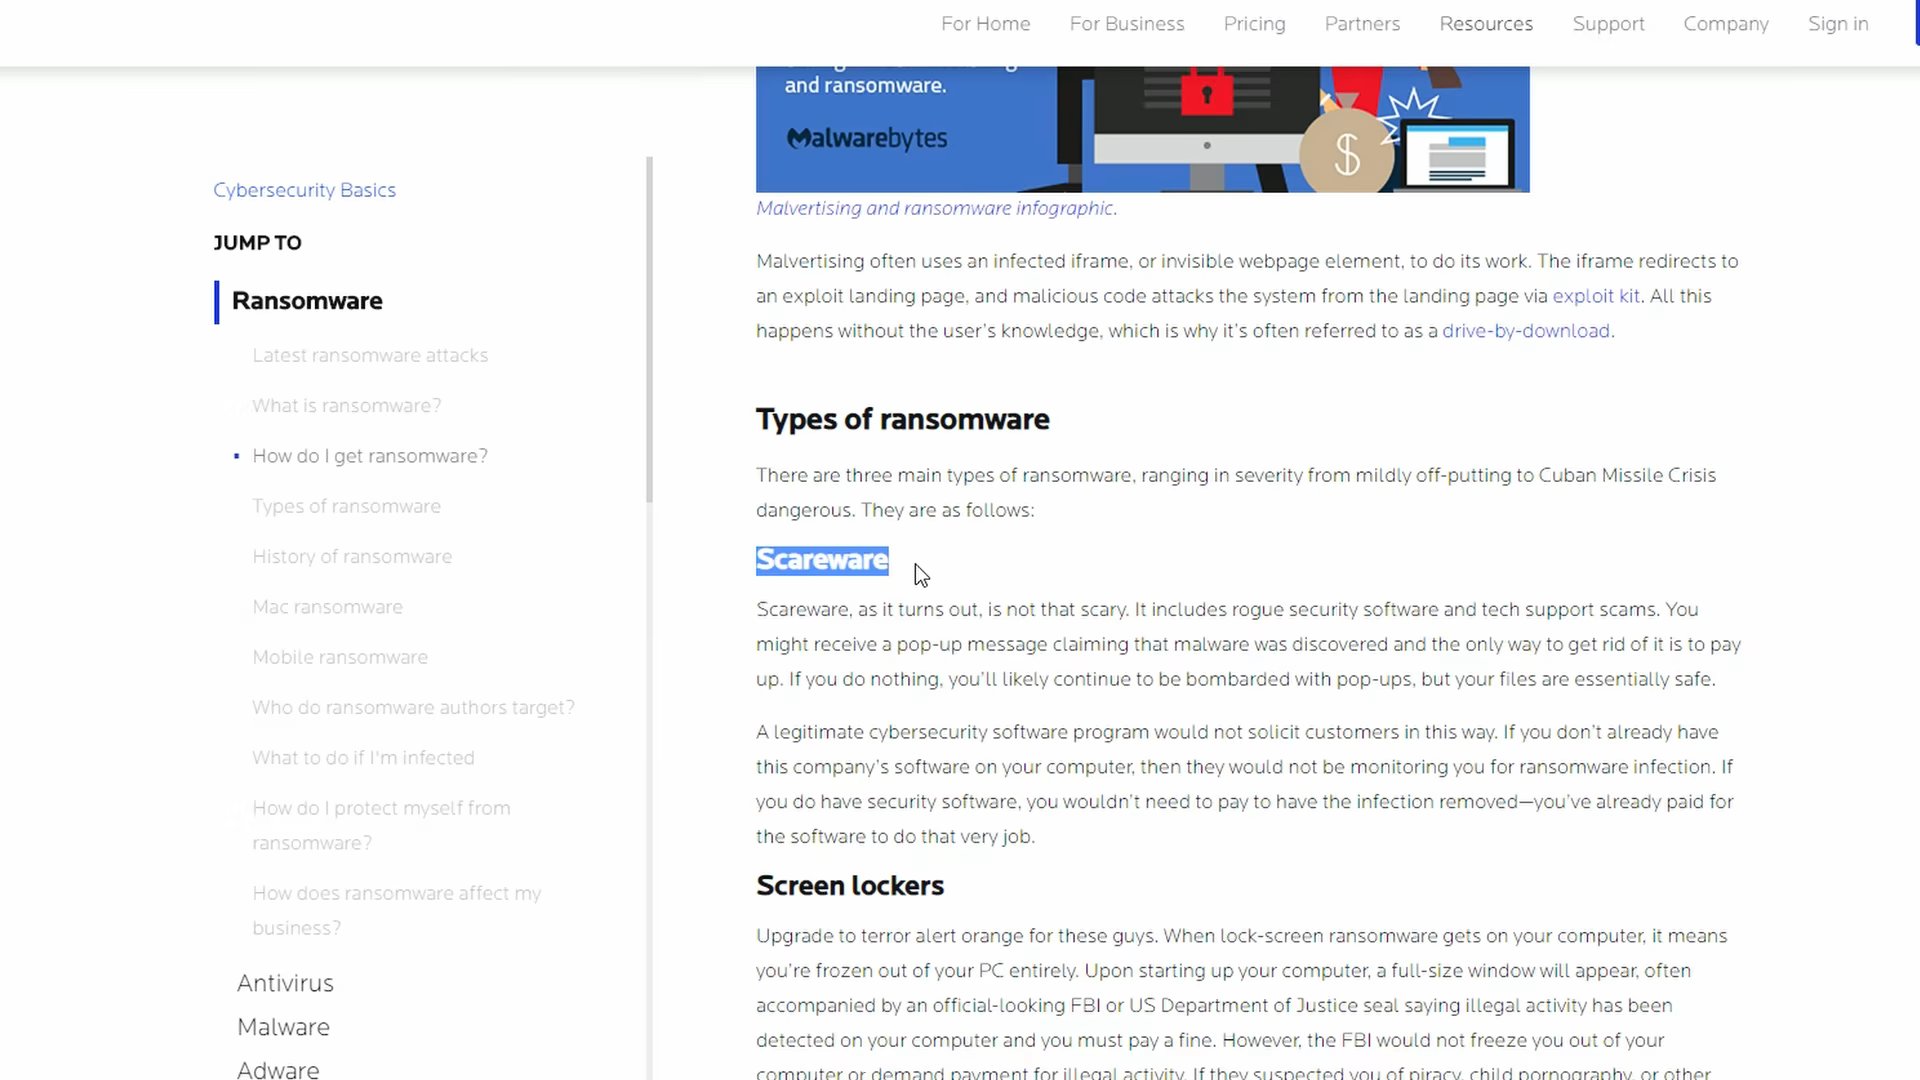 For Home For Business Pricing Partners Resources Support Company Sign in
and ransomware.
Malwarebytes
$
Malvertising and ransomware infographic.
Cybersecurity Basics
JUMP TO
Ransomware
Latest ransomware attacks
What is ransomware?
How do I get ransomware?
Types of ransomware
History of ransomware
Mac ransomware
Mobile ransomware
Who do ransomware authors target?
What to do if I'm infected
How do I protect myself from
ransomware?
How does ransomware affect my
business?
Antivirus
Malware
Adware
Malvertising often uses an infected iframe, or invisible webpage element, to do its work. The iframe redirects to
an exploit landing page, and malicious code attacks the system from the landing page via exploit kit. All this
happens without the user's knowledge, which is why it's often referred to as a drive-by-download.
Types of ransomware
There are three main types of ransomware, ranging in severity from mildly off-putting to Cuban Missile Crisis
dangerous. They are as follows:
Scareware
Scareware, as it turns out, is not that scary. It includes rogue security software and tech support scams. You
might receive a pop-up message claiming that malware was discovered and the only way to get rid of it is to pay
up. If you do nothing, you'll likely continue to be bombarded with pop-ups, but your files are essentially safe.
A legitimate cybersecurity software program would not solicit customers in this way. If you don't already have
this company's software on your computer, then they would not be monitoring you for ransomware infection. If
you do have security software, you wouldn't need to pay to have the infection removed—you've already paid for
the software to do that very job.
Screen lockers
Upgrade to terror alert orange for these guys. When lock-screen ransomware gets on your computer, it means
you're frozen out of your PC entirely. Upon starting up your computer, a full-size window will appear, often
accompanied by an official-looking FBI or US Department of Justice seal saying illegal activity has been
detected on your computer and you must pay a fine. However, the FBI would not freeze you out of your
computer or demand payment for illegal activity. If they suspected you of piracy, child pornography, or other